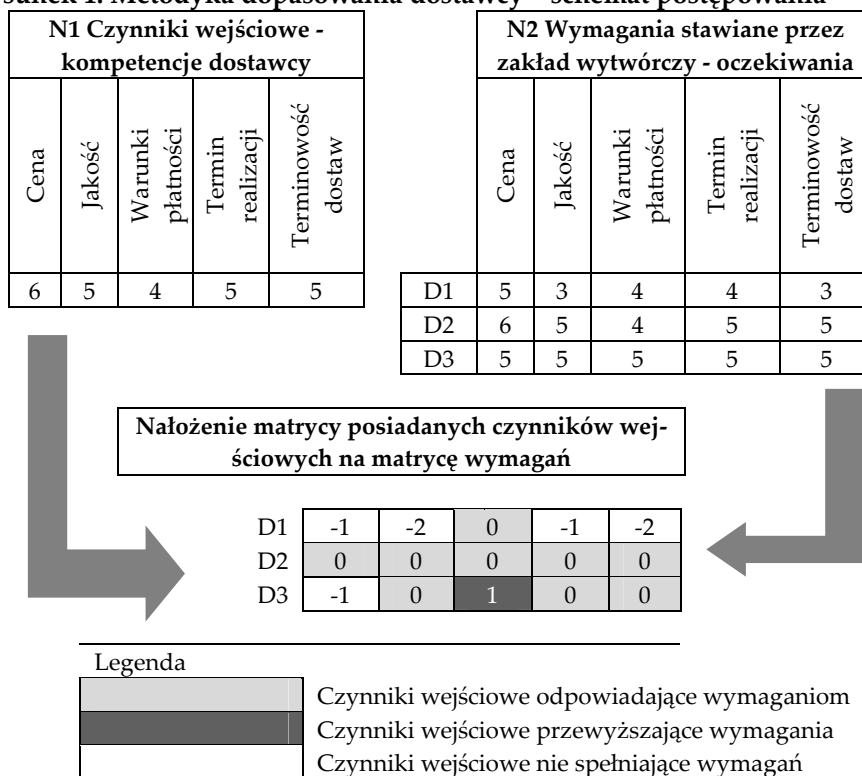 N1 Czynniki wejściowe -
kompetencje dostawcy
Cena
Jakość
Warunki
płatności
Termin
realizacji
Terminowość
dostaw
6 5 4 5 5
N2 Wymagania stawiane przez
zakład wytwórczy - oczekiwania
Cena
Jakość
Warunki
płatności
Termin
realizacji
Terminowość
dostaw
D1 5 3 4 4 3
D2 6 5 4 5 5
D3 5 5 5 5 5
Nałożenie matrycy posiadanych czynników wej-
ściowych na matrycę wymagań
D1 -1 -2 0 -1 -2
D2 0 0 0 0 0
D3 -1 0 1 0 0
Legenda
Czynniki wejściowe odpowiadające wymaganiom
Czynniki wejściowe przewyższające wymagania
Czynniki wejściowe nie spełniające wymagań